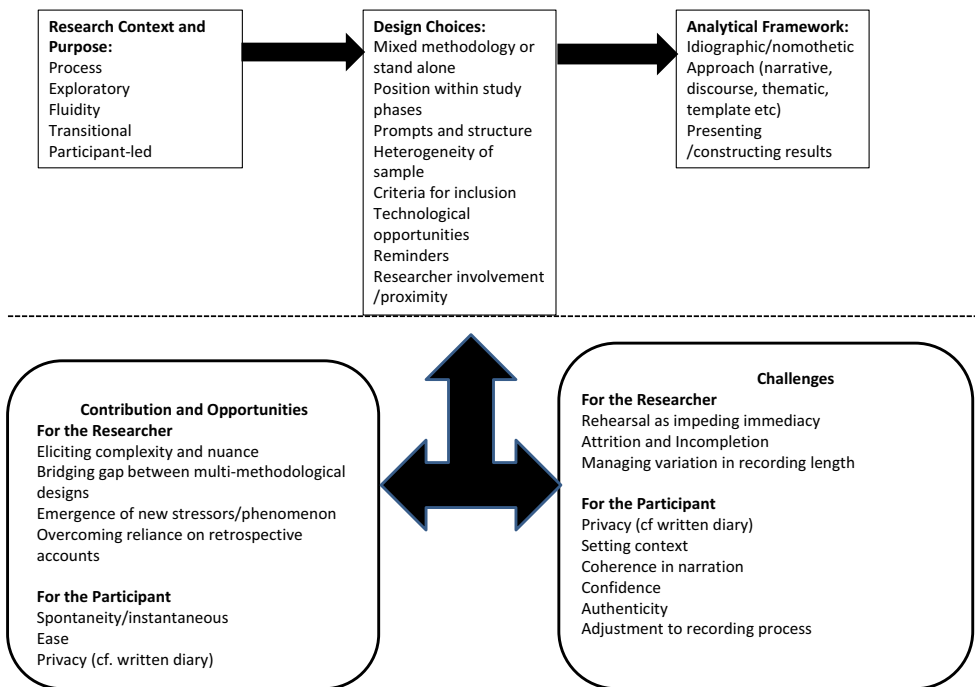 Research Context and
Purpose:
Process
Exploratory
Fluidity
Transitional
Participant-led
Design Choices:
Mixed methodology or
stand alone
Position within study
phases
Prompts and structure
Heterogeneity of
sample
Criteria for inclusion
Technological
opportunities
Reminders
Researcher involvement
/proximity
Analytical Framework:
Idiographic/nomothetic
Approach (narrative,
discourse, thematic,
template etc)
Presenting
/constructing results
Contribution and Opportunities
For the Researcher
Eliciting complexity and nuance
Bridging gap between multi-methodological
designs
Emergence of new stressors/phenomenon
Overcoming reliance on retrospective
accounts
For the Participant
Spontaneity/instantaneous
Ease
Privacy (cf. written diary)
Challenges
For the Researcher
Rehearsal as impeding immediacy
Attrition and Incompletion
Managing variation in recording length
For the Participant
Privacy (cf written diary)
Setting context
Coherence in narration
Confidence
Authenticity
Adjustment to recording process